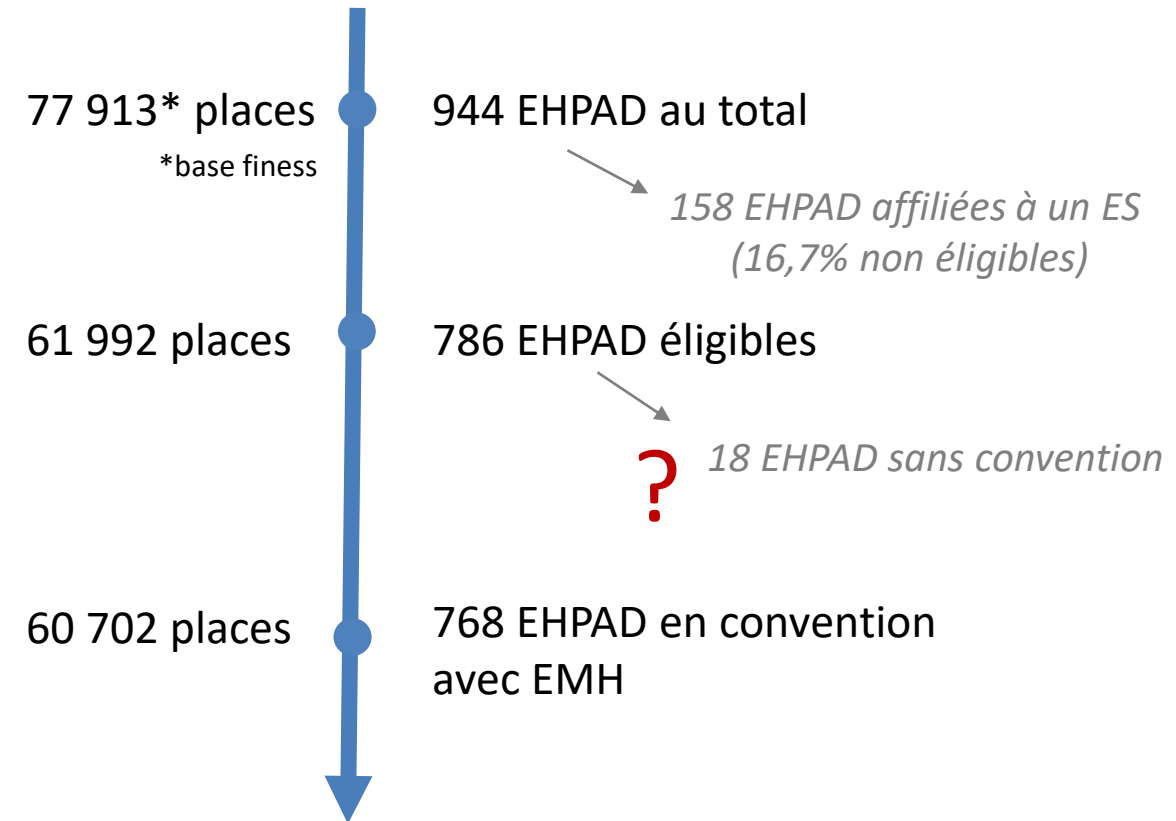 77 913* places
*base finess
944 EHPAD au total
158 EHPAD affiliées à un ES
(16,7% non éligibles)
61 992 places
786 EHPAD éligibles
?
18 EHPAD sans convention
60 702 places
768 EHPAD en convention
avec EMH